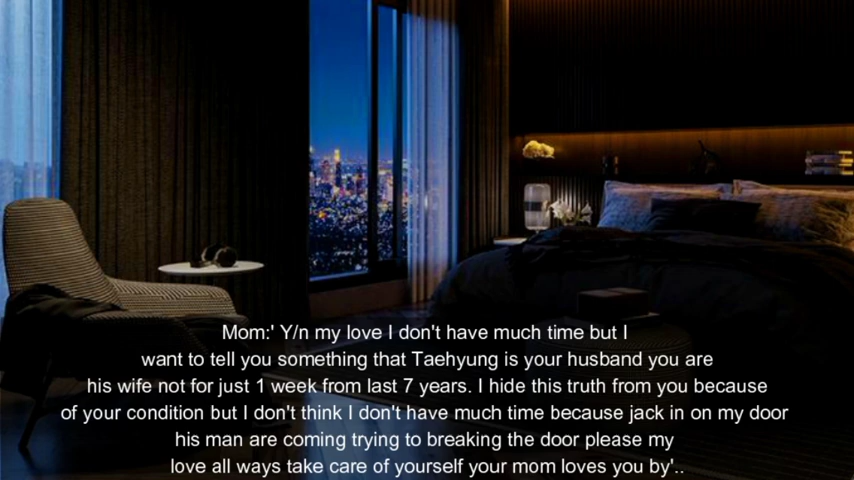 Mom:' Y/n my love I don't have much time but I
want to tell you something that Taehyung is your husband you are
his wife not for just 1 week from last 7 years. I hide this truth from you because
of your condition but I don't think I don't have much time because jack in on my door
his man are coming trying to breaking the door please my
love all ways take care of yourself your mom loves you by'..